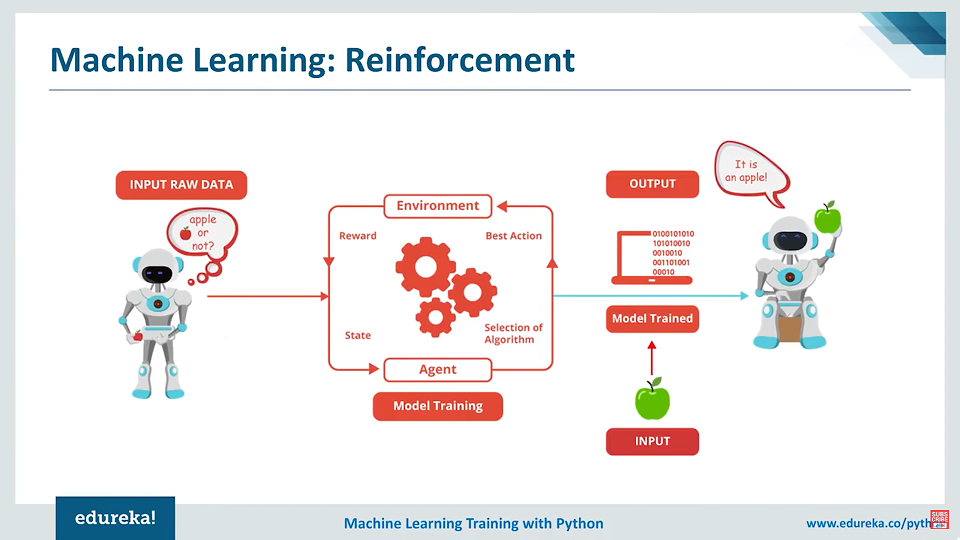 Machine Learning: Reinforcement
INPUT RAW DATA
apple
or
not?
Environment
Reward
Best Action
State
Selection of
Algorithm
Agent
Model Training
OUTPUT
0100101010
101010010
0010010
001101001
00010
Model Trained
INPUT
It is
an apple!
edureka!
Machine Learning Training with Python
www.edureka.co/pyth
SUBS
CRIBE